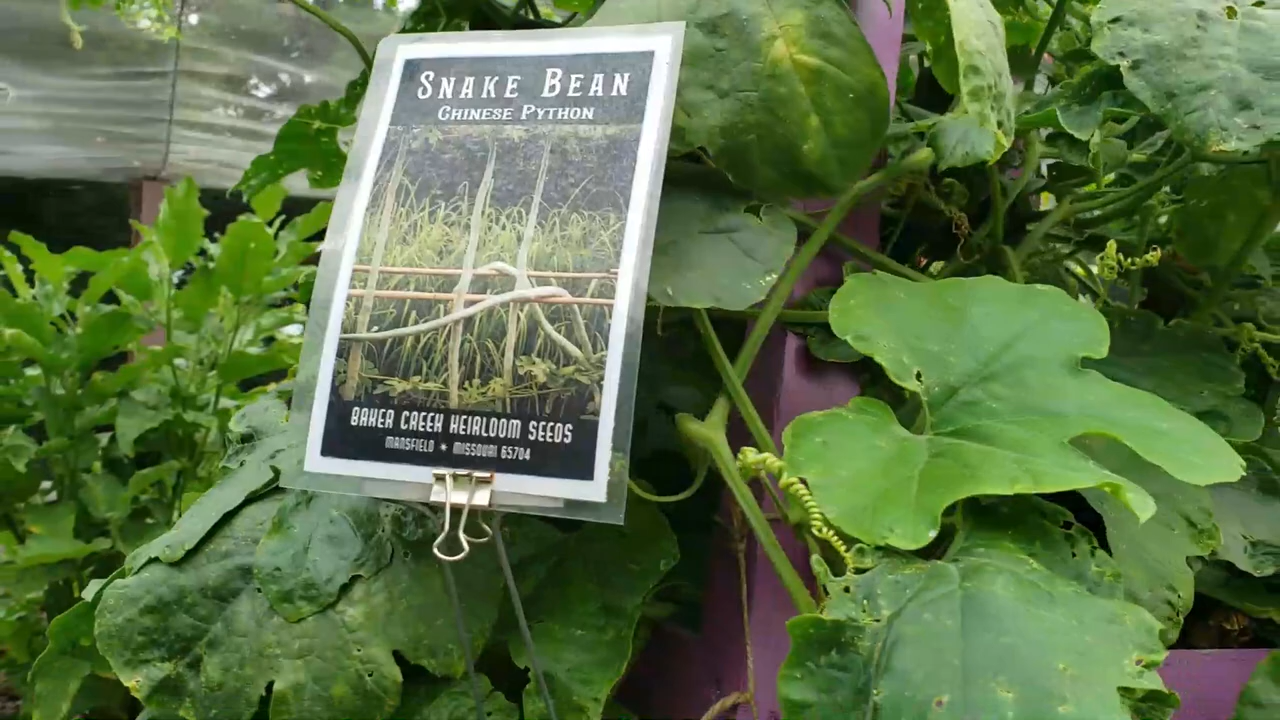 SNAKE BEAN
CHINESE PYTHON
BAKER CREEK HEIRLOOM SEEDS
MANSFIELD * MISSOURI 65704